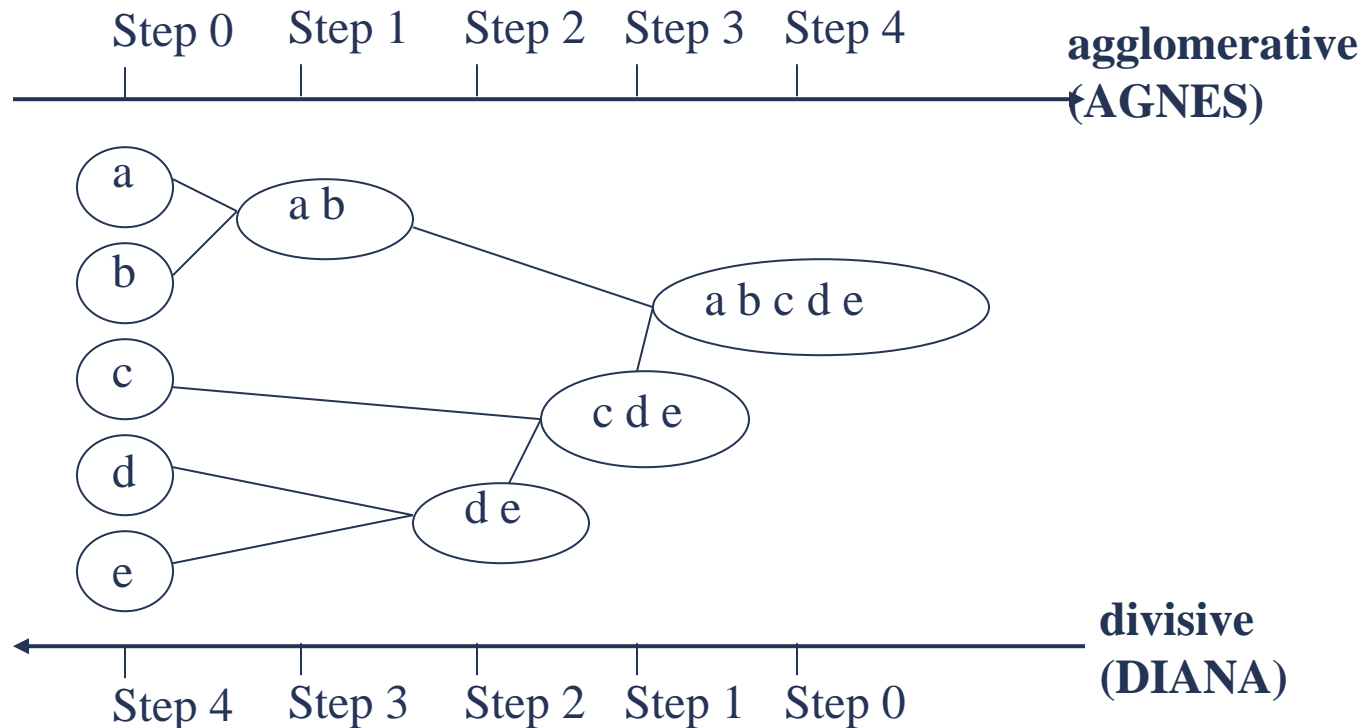 Step 0 Step 1 Step 2 Step 3 Step 4
agglomerative
(AGNES)
a
a b
b
a b c d e
c
c d e
d
d e
e
divisive
(DIANA)
Step 4 Step 3 Step 2 Step 1 Step 0